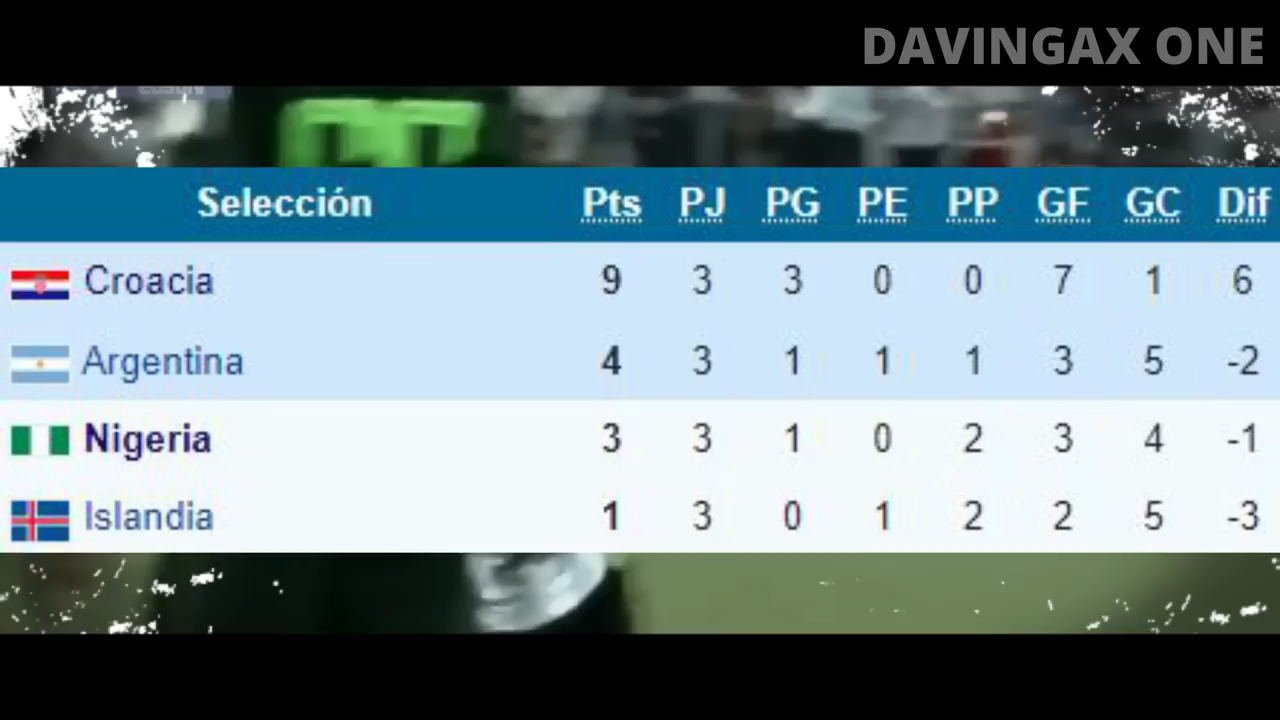 DAVINGAX ONE
Selección Pts PJ PG PE PP GF GC Dif
Croacia 9 3 3 0 0 7 1 6
Argentina 4 3 1 1 1 3 5 -2
Nigeria 3 3 1 0 2 3 4 -1
Islandia 1 3 0 1 2 2 5 -3